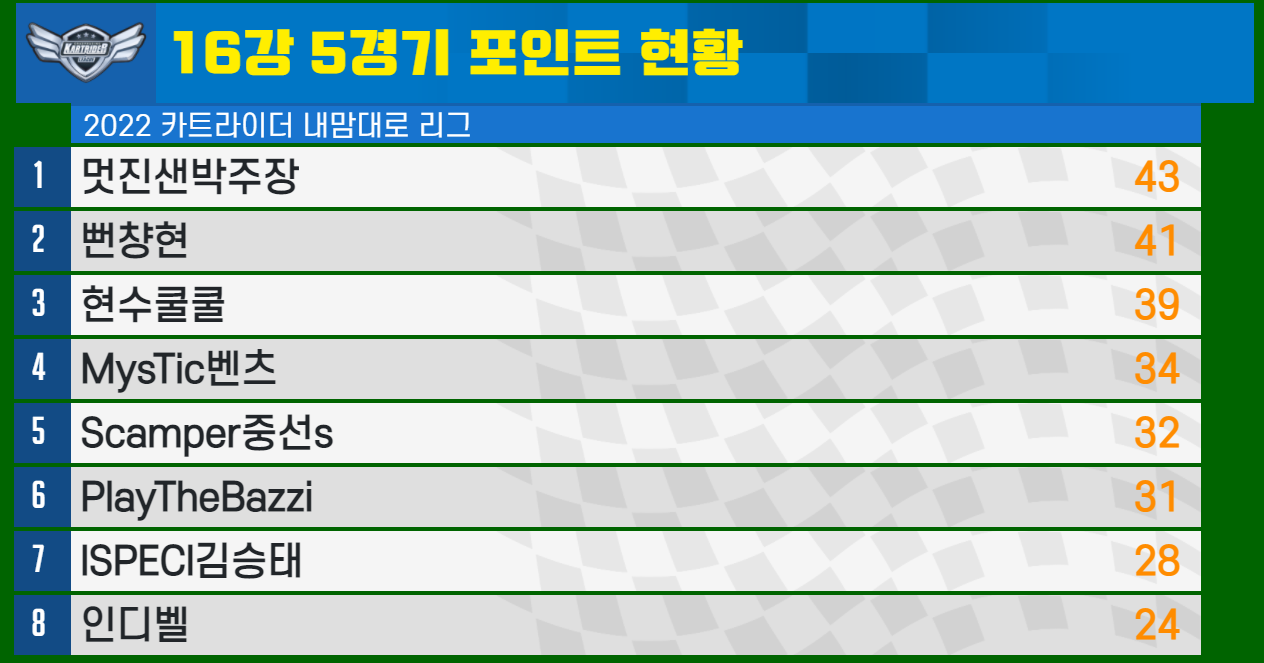 KARTRIDER
LEAGUE
16강 5경기 포인트 현황
2022 카트라이더 내맘대로 리그
1 멋진샌박주장 43
2 뻔챵현 41
3 현수쿨쿨 39
4 MysTic벤츠 34
5 Scamper중선s 32
6 PlayTheBazzi 31
7 ISPECI김승태 28
8 인디벨 24